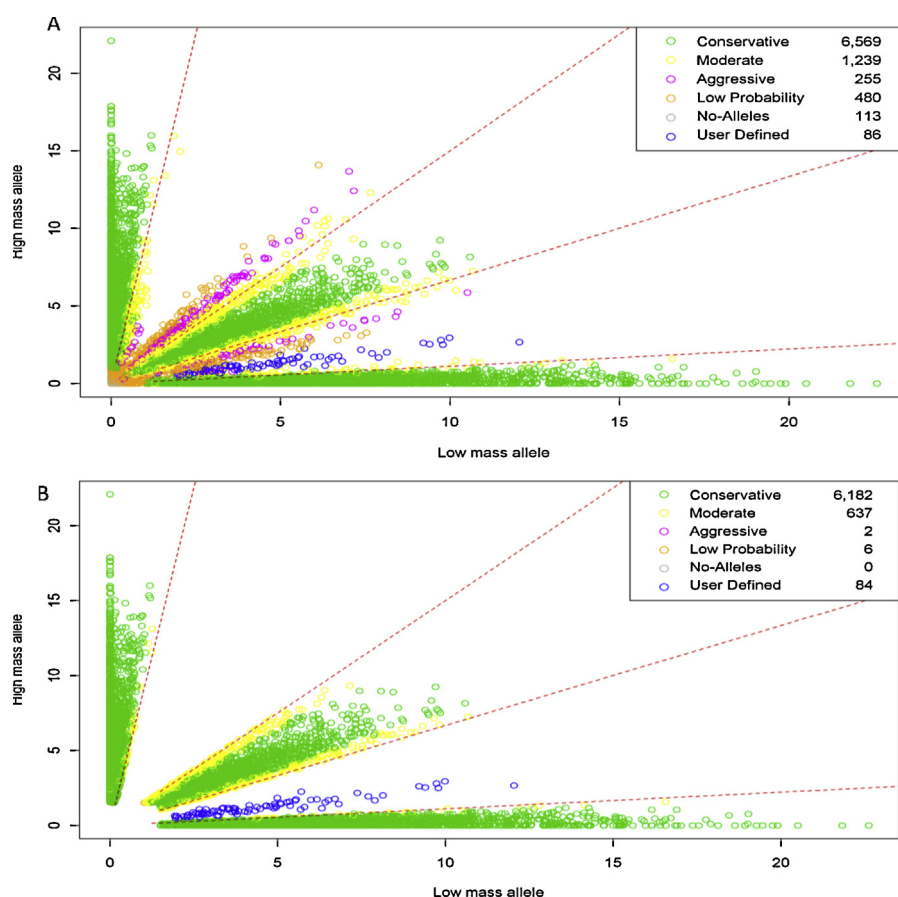 A
Conservative 6,569
Moderate 1,239
Aggressive 255
Low Probability 480
No-Alleles 113
User Defined 86
High mass allele
20
15
10
5
0
0 5 10 15 20
Low mass allele
B
Conservative 6,182
Moderate 637
Aggressive 2
Low Probability 6
No-Alleles 0
User Defined 84
High mass allele
20
15
10
5
0
0 5 10 15 20
Low mass allele